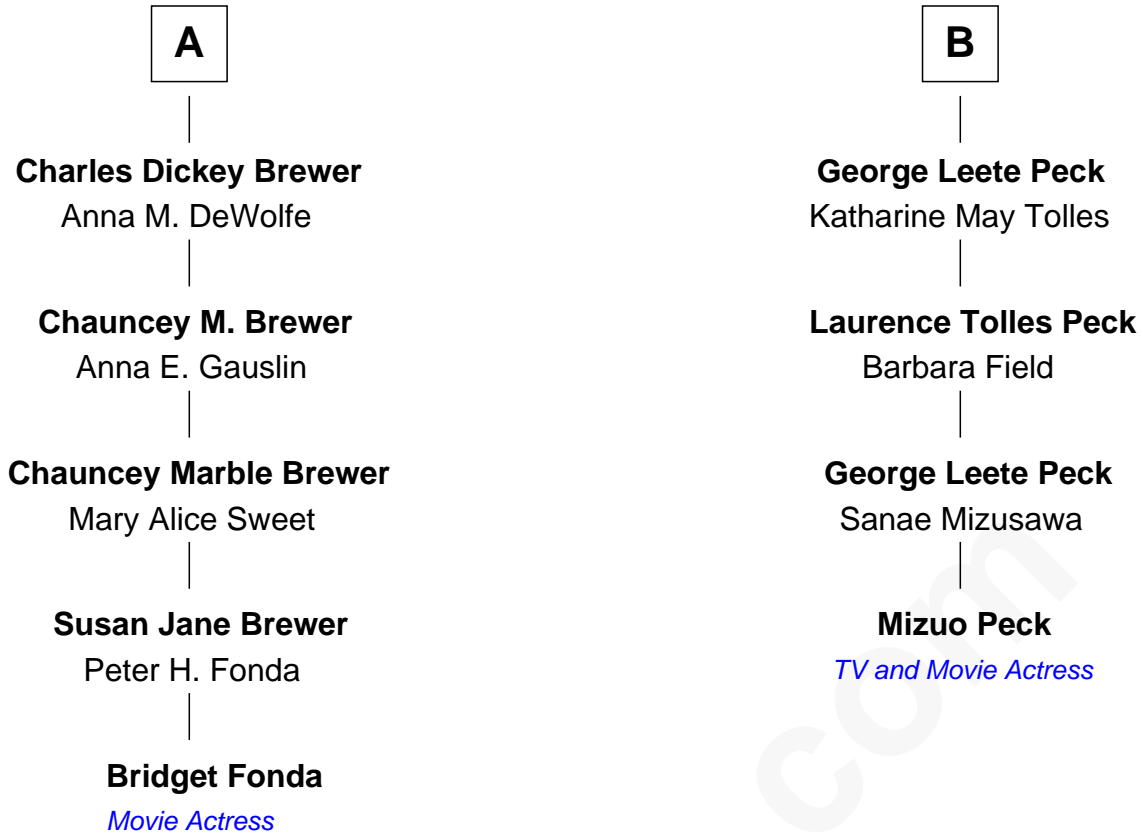 A
Charles Dickey Brewer
Anna M. DeWolfe
Chauncey M. Brewer
Anna E. Gauslin
Chauncey Marble Brewer
Mary Alice Sweet
Susan Jane Brewer
Peter H. Fonda
Bridget Fonda
Movie Actress
B
George Leete Peck
Katharine May Tolles
Laurence Tolles Peck
Barbara Field
George Leete Peck
Sanae Mizusawa
Mizuo Peck
TV and Movie Actress
com